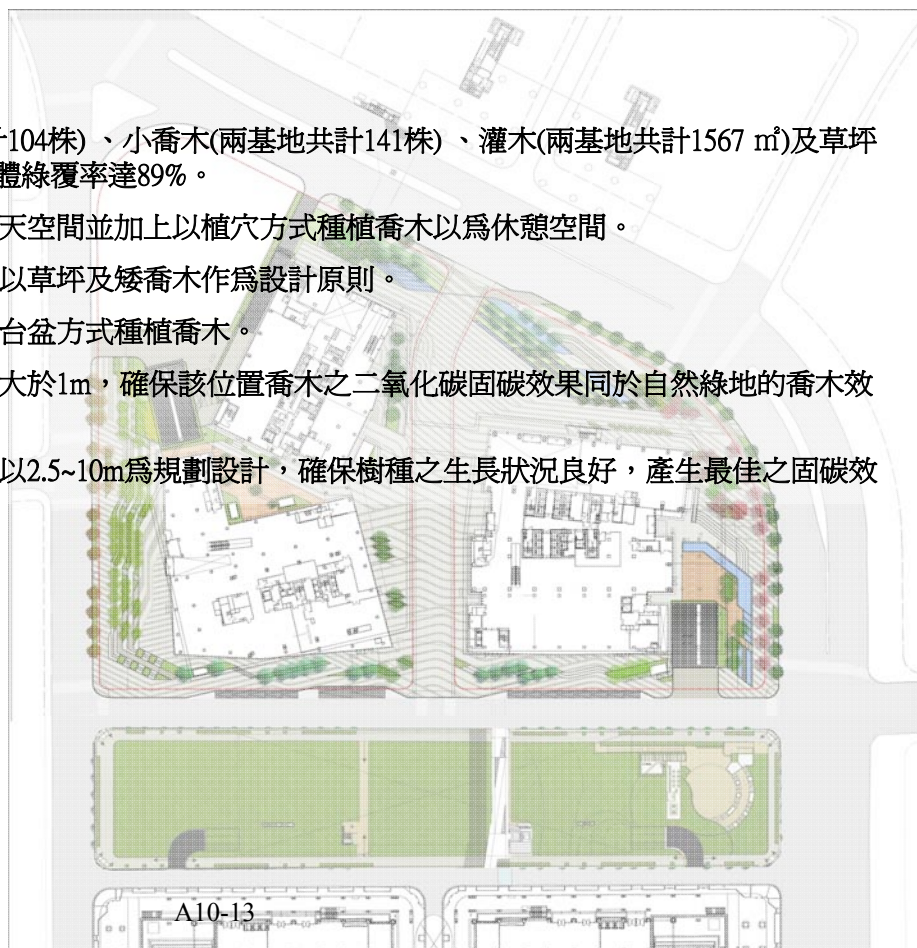 計104株) 、小喬木(兩基地共計141株) 、灌木(兩基地共計1567 ㎡)及草坪
體綠覆率達89%。
天空間並加上以植穴方式種植喬木以為休憩空間。
以草坪及矮喬木作為設計原則。
台盆方式種植喬木。
大於1m，確保該位置喬木之二氧化碳固碳效果同於自然綠地的喬木效
以2.5~10m為規劃設計，確保樹種之生長狀況良好，產生最佳之固碳效
A10-13